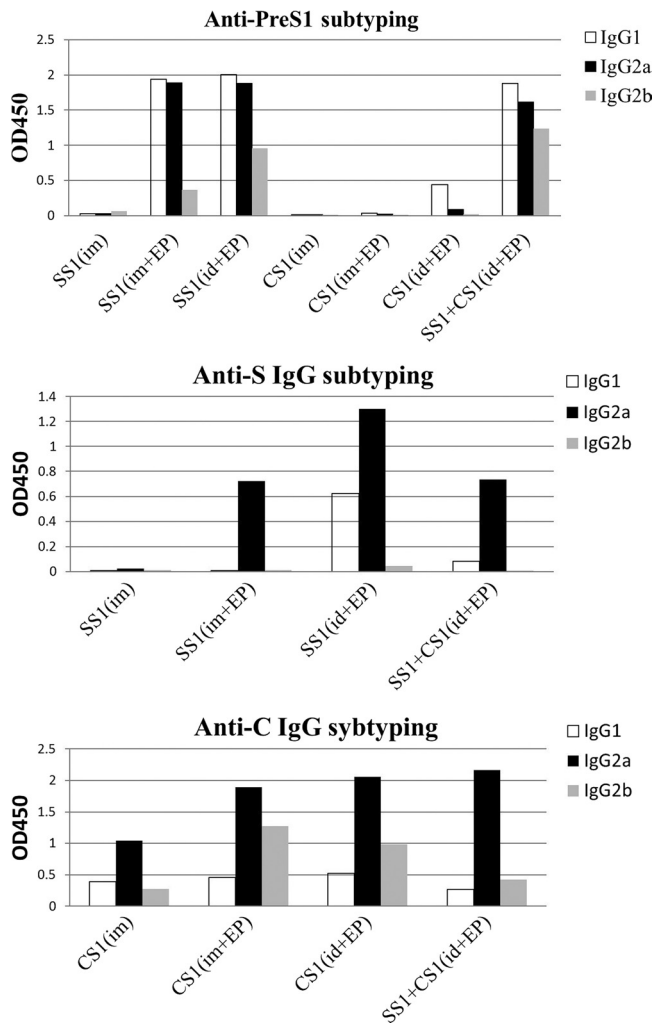 Anti-PreS1 subtyping
IgG1
IgG2a
IgG2b
OD450
2.5
2
1.5
1
0.5
0
SS1(im)
SS1(im+EP)
SS1(id+EP)
CS1(im)
CS1(im+EP)
CS1(id+EP)
SS1+CS1(id+EP)
Anti-S IgG subtyping
IgG1
IgG2a
IgG2b
OD450
1.4
1.2
1
0.8
0.6
0.4
0.2
0
SS1(im)
SS1(im+EP)
SS1(id+EP)
SS1+CS1(id+EP)
Anti-C IgG sybtyping
IgG1
IgG2a
IgG2b
OD450
2.5
2
1.5
1
0.5
0
CS1(im)
CS1(im+EP)
CS1(id+EP)
SS1+CS1(id+EP)